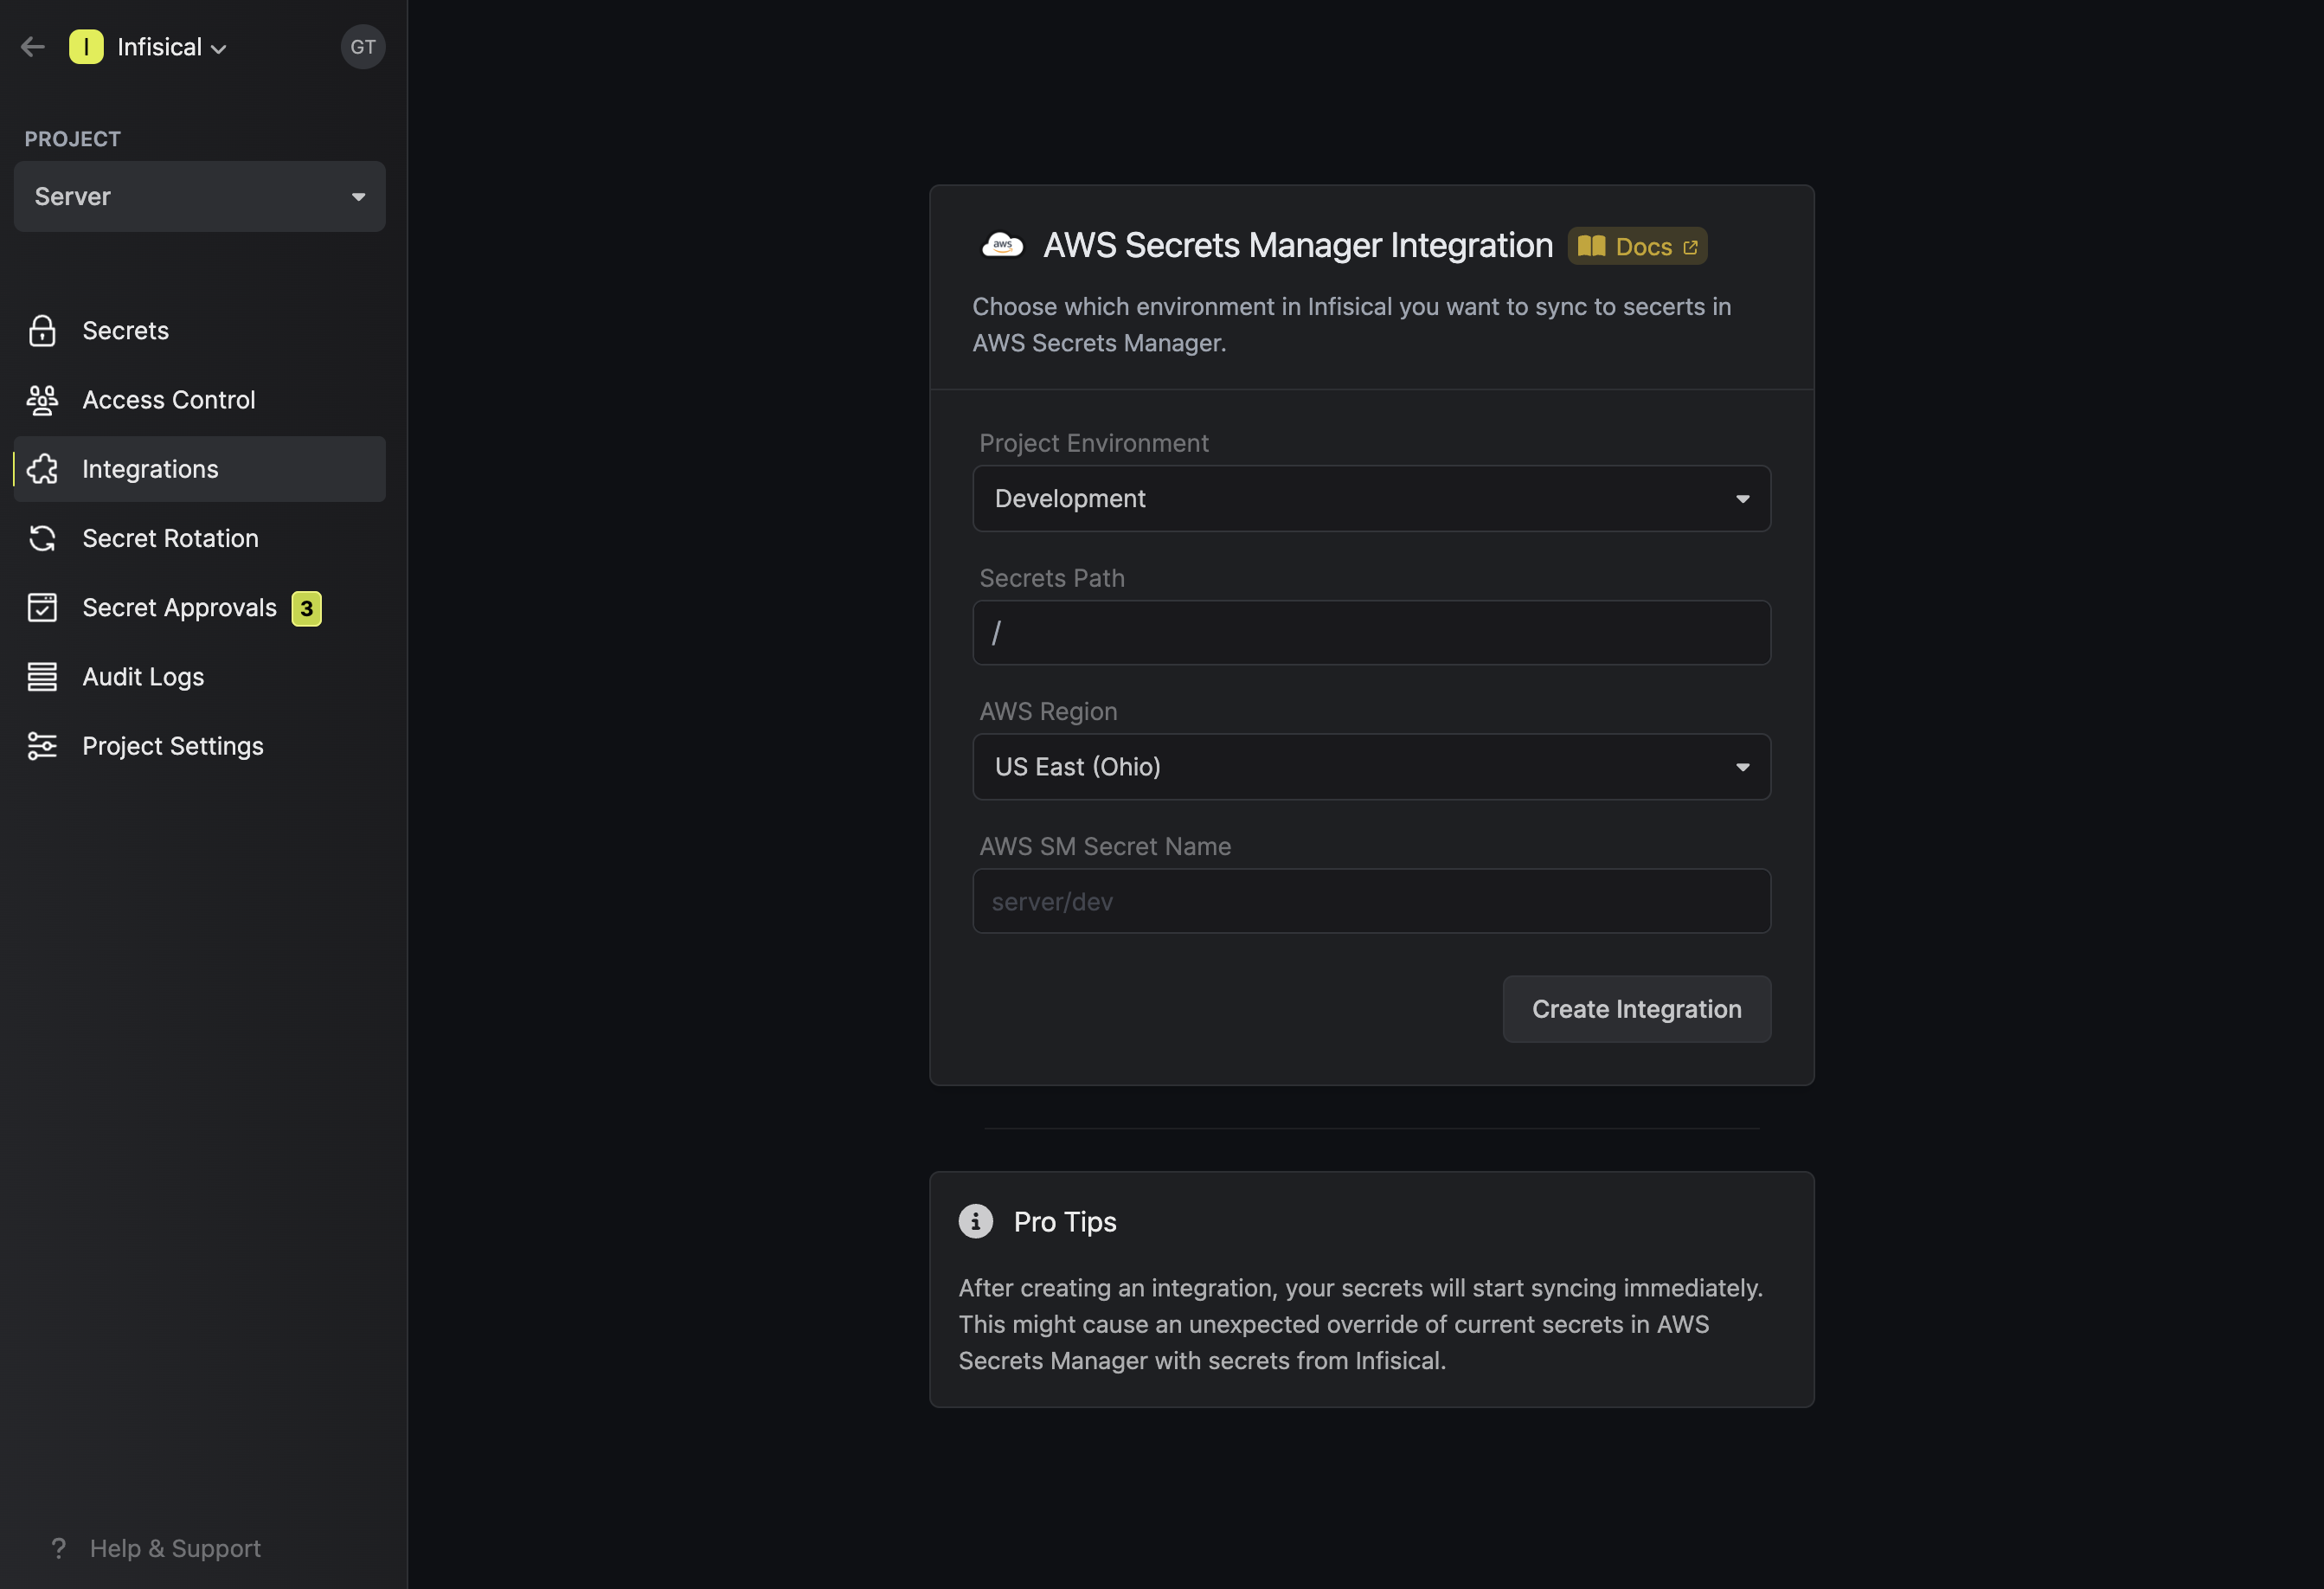 I Infisical GT
PROJECT
Server
Secrets
Access Control
Integrations
Secret Rotation
Secret Approvals 3
Audit Logs
Project Settings
? Help & Support
aws AWS Secrets Manager Integration Docs
Choose which environment in Infisical you want to sync to secerts in
AWS Secrets Manager.
Project Environment
Development
Secrets Path
/
AWS Region
US East (Ohio)
AWS SM Secret Name
server/dev
Create Integration
Pro Tips
After creating an integration, your secrets will start syncing immediately.
This might cause an unexpected override of current secrets in AWS
Secrets Manager with secrets from Infisical.